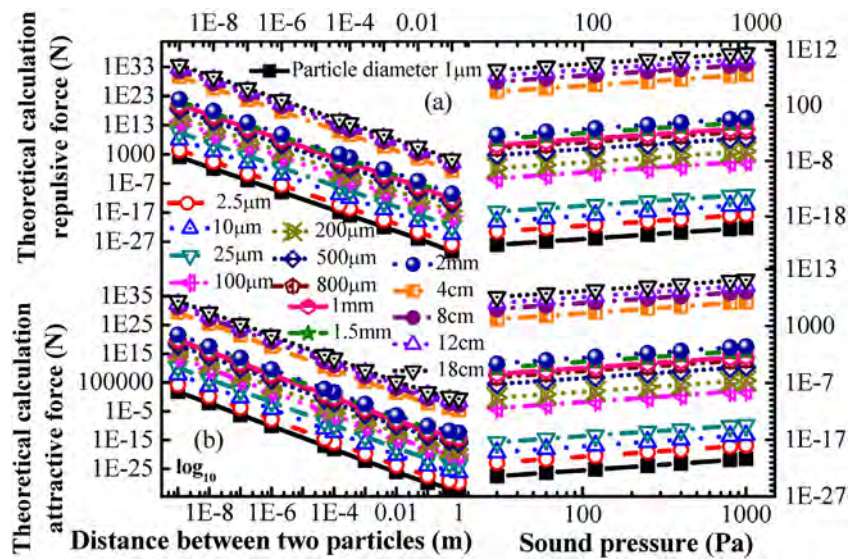 1E-8 1E-6 1E-4 0.01 1 100 1000
Theoretical calculation
repulsive force (N)
1E33
1E23
1E13
1000
1E-7
1E-17
1E-27
Particle diameter 1μm
(a)
1E12
100
1E-8
1E-18
2.5μm
10μm
25μm
100μm
200μm
500μm
800μm
1mm
1.5mm
2mm
4cm
8cm
12cm
18cm
Theoretical calculation
attractive force (N)
1E35
1E25
1E15
100000
1E-5
1E-15
1E-25
(b)
log10
1E13
1000
1E-7
1E-17
1E-27
1E-8 1E-6 1E-4 0.01 1 100 1000
Distance between two particles (m) Sound pressure (Pa)